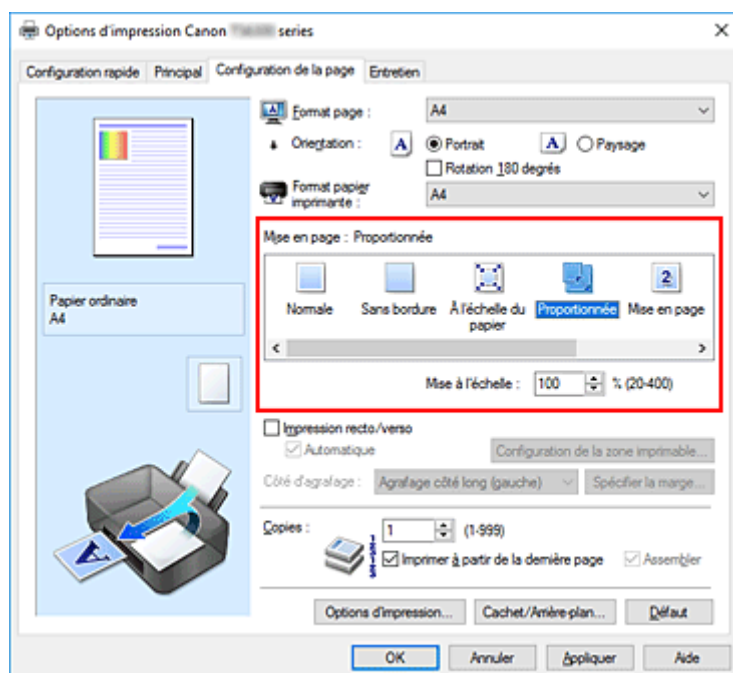 Options d'impression Canon series
Configuration rapide Principal Configuration de la page Entretien
Format page : A4
Orientation : A Portrait A Paysage
Rotation 180 degrés
Format papier imprimante : A4
Mise en page : Proportionnée
Normale Sans bordure À l'échelle du papier Proportionnée Mise en page
2
Mise à l'échelle : 100 % (20-400)
Papier ordinaire
A4
Impression recto/verso
Automatique Configuration de la zone imprimable...
Côté d'agrafage : Agrafage côté long (gauche) Spécifier la marge...
Copies : 1 (1-999)
Imprimer à partir de la dernière page Assembler
Options d'impression... Cachet/Arrière-plan... Défaut
OK Annuler Appliquer Aide